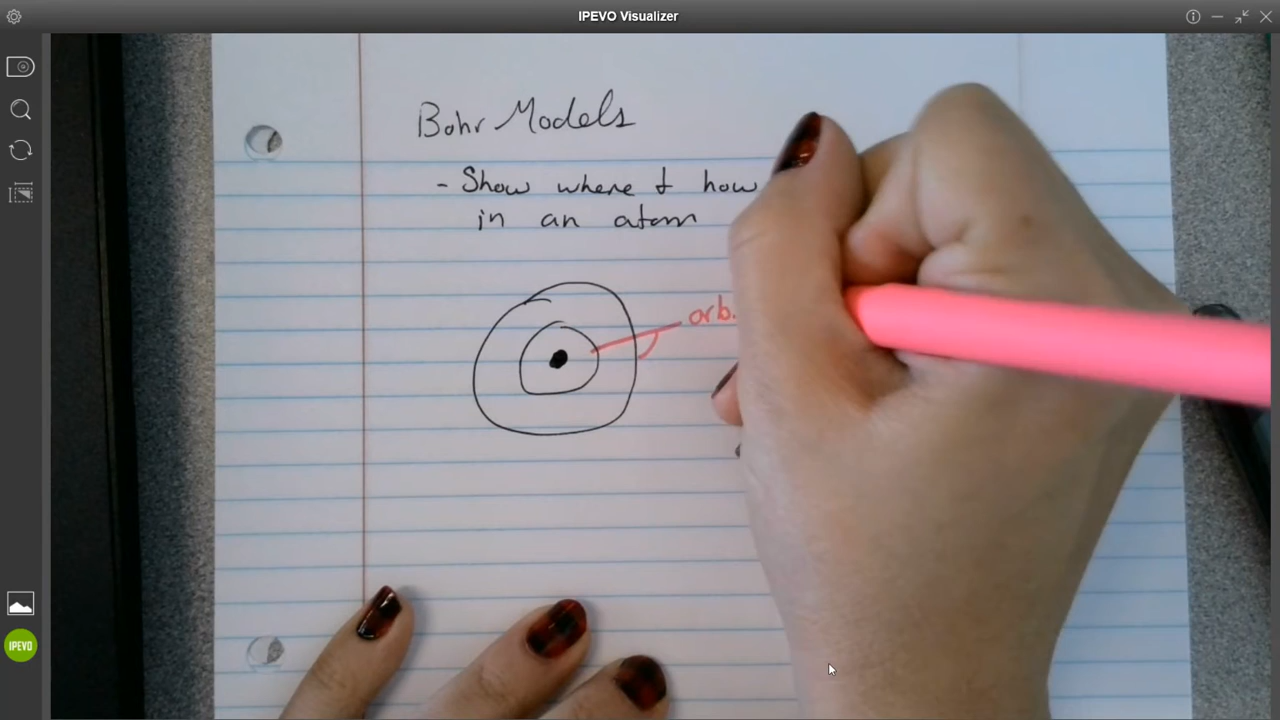 IPEVO Visualizer
Bohr Models
- Show where & how
in an atom
orb.
IPEVO